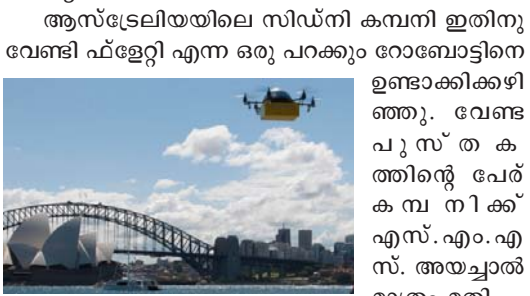 ആസ്ട്രേലിയയിലെ സിഡ്നി കമ്പനി ഇതിനു
വേണ്ടി ഫ്ളേറ്റി എന്ന ഒരു പറക്കും റോബോട്ടിനെ
ഉണ്ടാക്കിക്കഴി
ഞ്ഞു. വേണ്ട
പുസ്തക
ത്തിന്റെ പേര്
കമ്പനിക്ക്
എസ്.എം.എ
സ്. അയച്ചാൽ